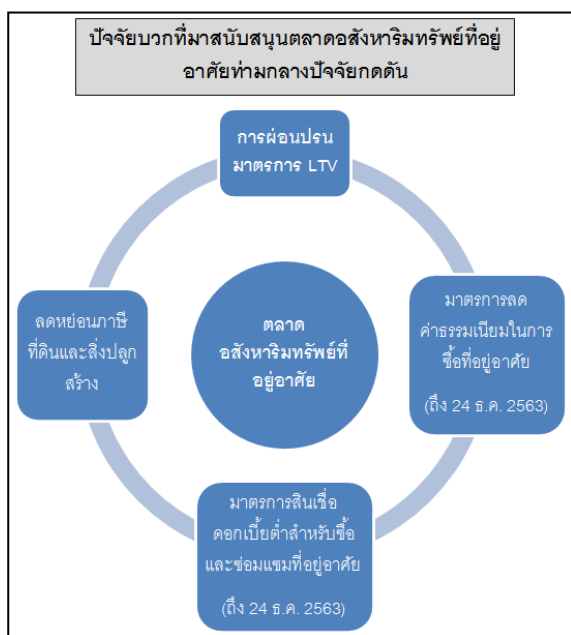 ปัจจัยบวกที่มาสนับสนุนตลาดอสังหาริมทรัพย์ที่อยู่
อาศัยท่ามกลางปัจจัยกดดัน
การผ่อนปรน
มาตรการ LTV
มาตรการลด
ค่าธรรมเนียมในการ
ซื้อที่อยู่อาศัย
(ถึง 24 ธ.ค. 2563)
มาตรการสินเชื่อ
ดอกเบี้ยต่ำสำหรับซื้อ
และซ่อมแซมที่อยู่อาศัย
(ถึง 24 ธ.ค. 2563)
ลดหย่อนภาษี
ที่ดินและสิ่งปลูก
สร้าง
ตลาด
อสังหาริมทรัพย์ที่
อยู่อาศัย